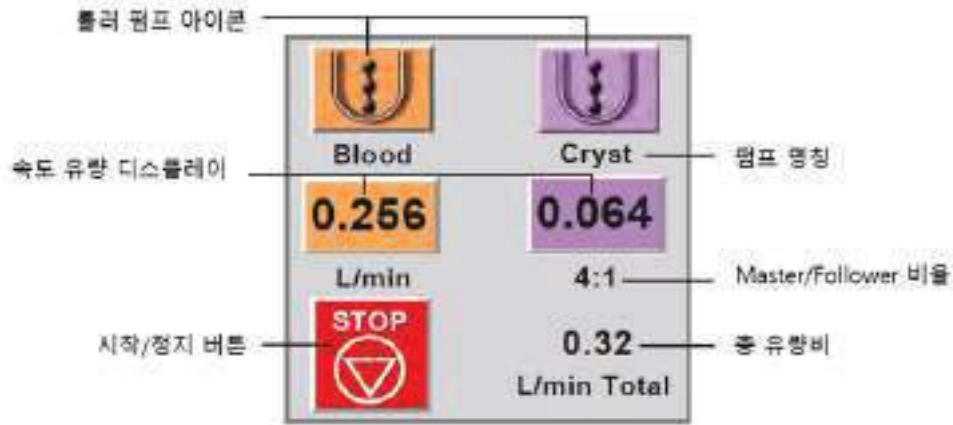 롤러 펌프 아이콘
Blood
Cryst
펌프 명칭
속도 유량 디스플레이
0.256
0.064
L/min
4:1
Master/Follower 비율
STOP
시작/정지 버튼
0.32
총 유량비
L/min Total